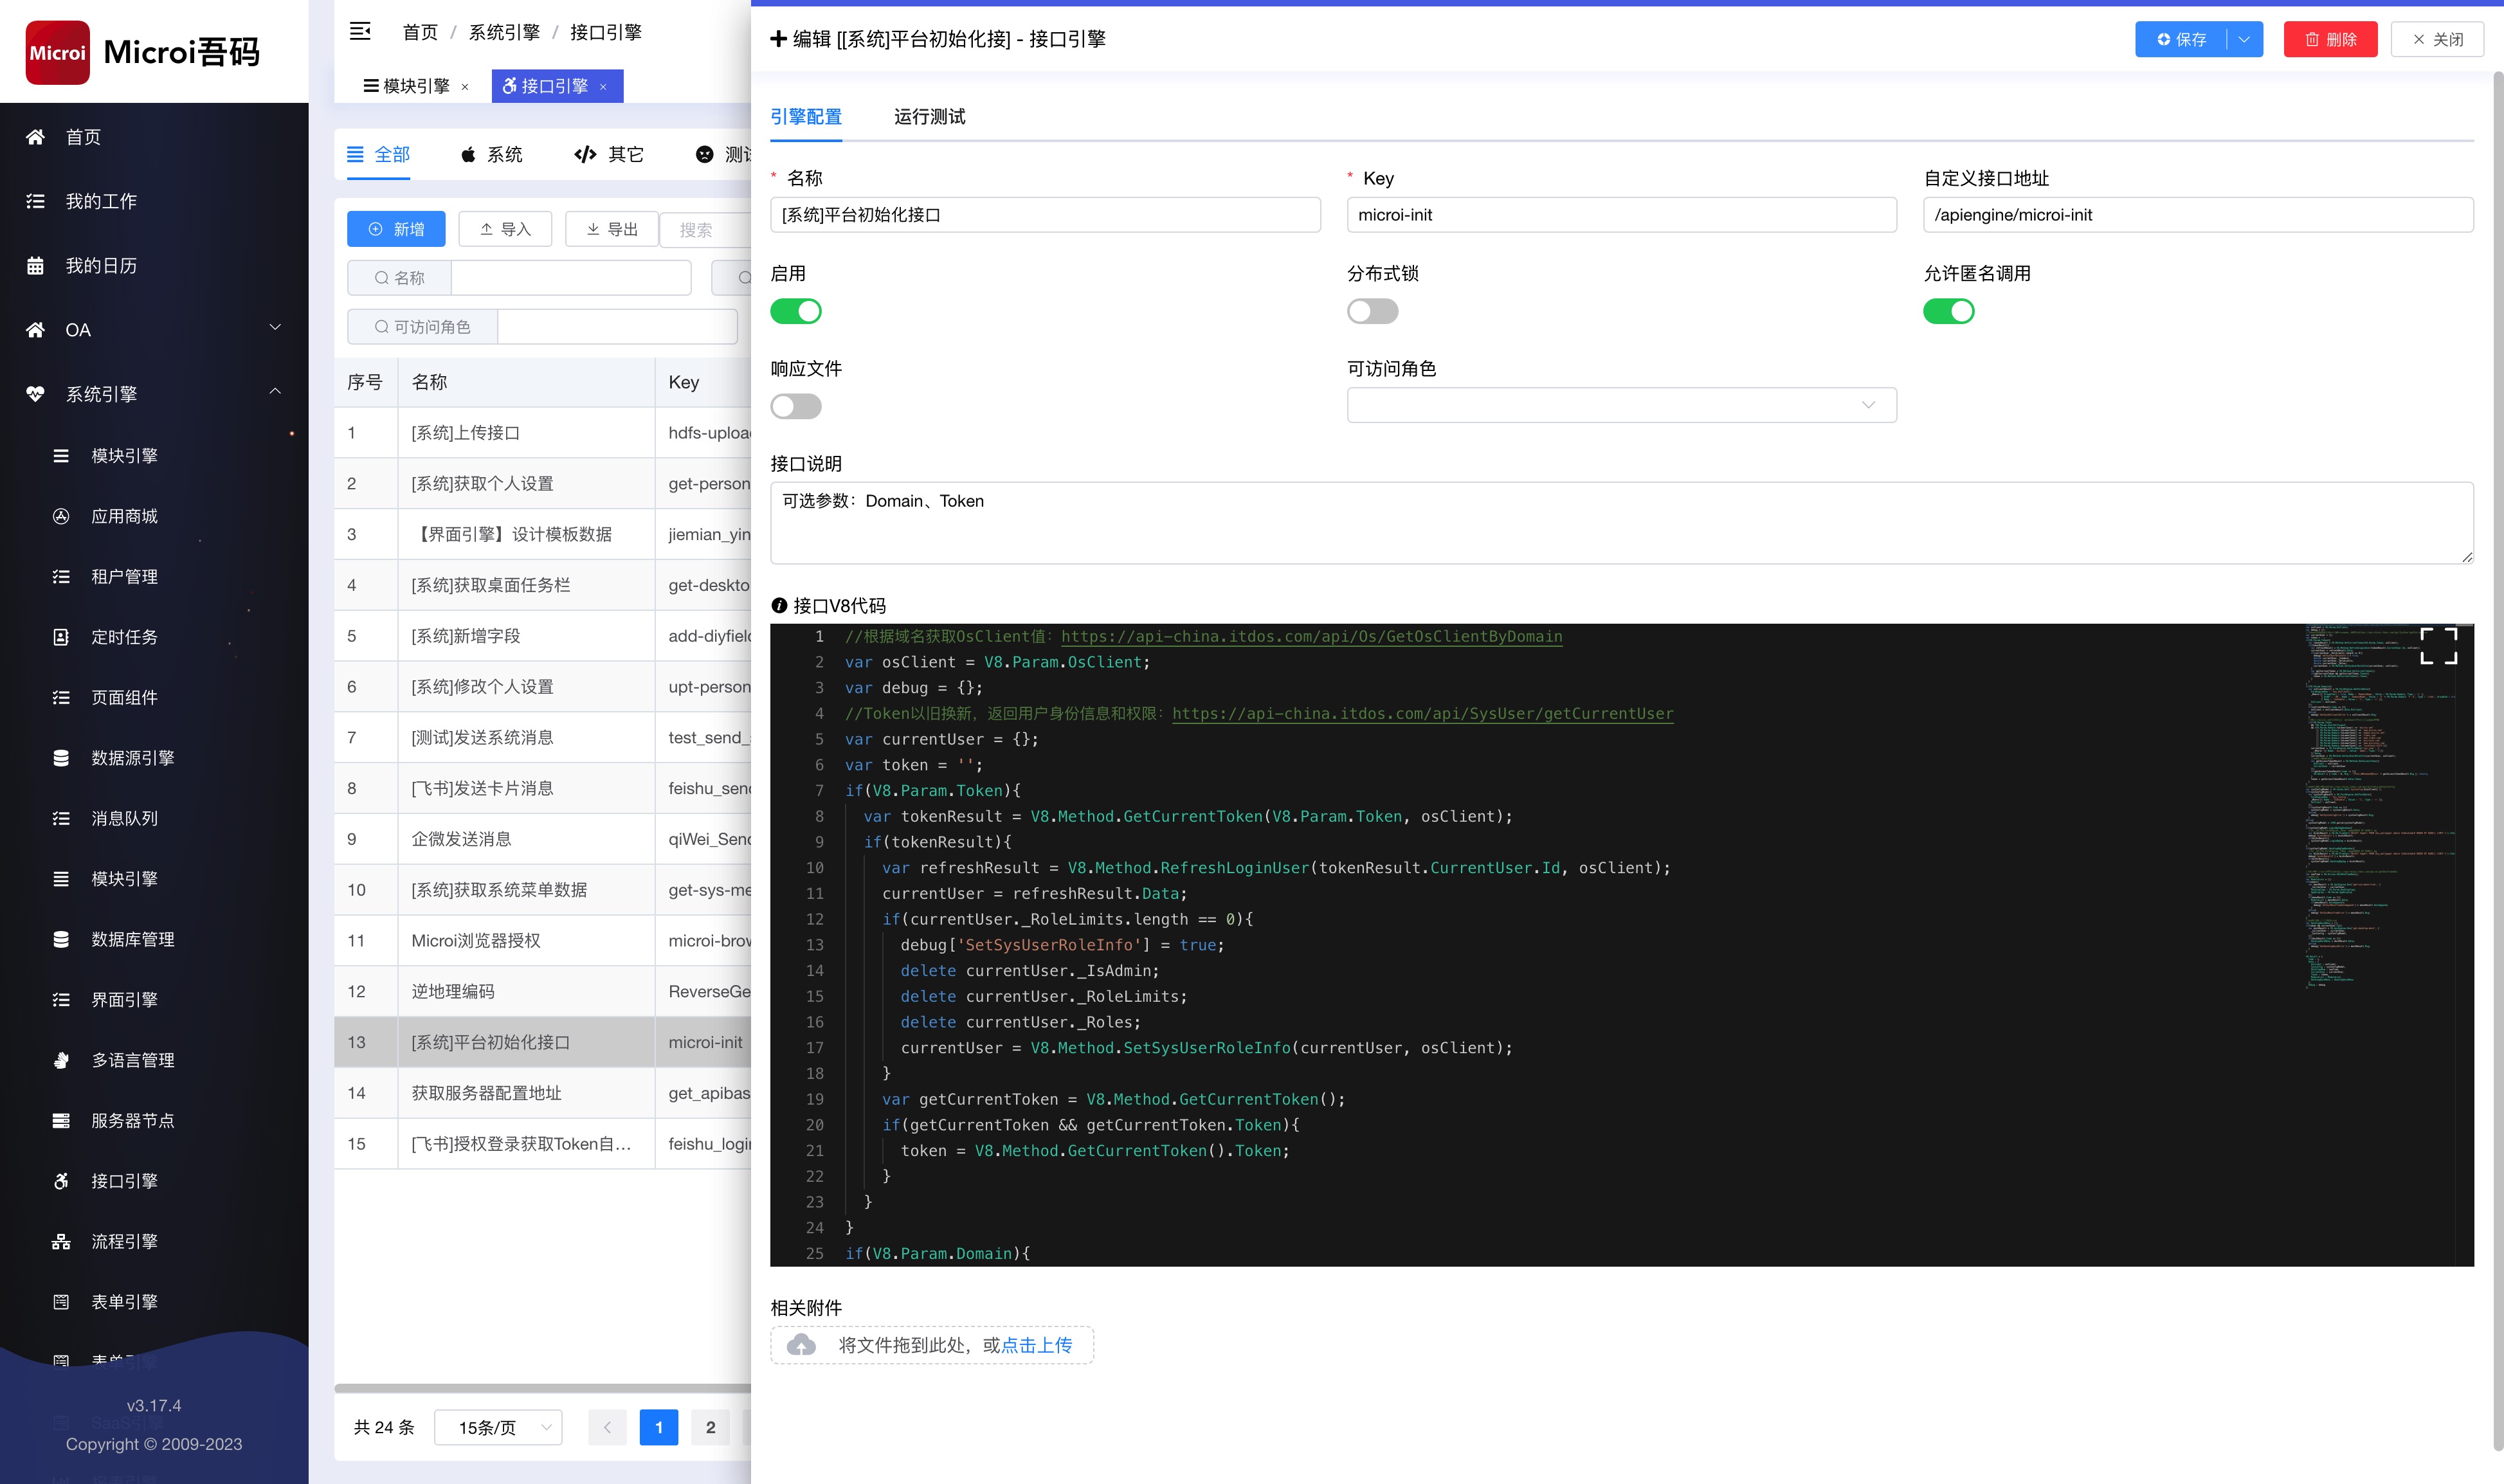 Microi
Microi吾码
首页
我的工作
我的日历
OA
系统引擎
模块引擎
应用商城
租户管理
定时任务
页面组件
数据源引擎
消息队列
模块引擎
数据库管理
界面引擎
多语言管理
服务器节点
接口引擎
流程引擎
表单引擎
表单引擎
v3.17.4
SaaS引擎
Copyright © 2009-2023
首页 / 系统引擎 / 接口引擎
模块引擎 ×
接口引擎 ×
全部 系统 其它 测试
新增 导入 导出 搜索
名称
可访问角色
序号 名称 Key
1 [系统]上传接口 hdfs-uploa
2 [系统]获取个人设置 get-person
3 【界面引擎】设计模板数据 jiemian_yin
4 [系统]获取桌面任务栏 get-deskto
5 [系统]新增字段 add-diyfield
6 [系统]修改个人设置 upt-person
7 [测试]发送系统消息 test_send_
8 [飞书]发送卡片消息 feishu_send
9 企微发送消息 qiWei_Send
10 [系统]获取系统菜单数据 get-sys-me
11 Microi浏览器授权 microi-brow
12 逆地理编码 ReverseGe
13 [系统]平台初始化接口 microi-init
14 获取服务器配置地址 get_apibas
15 [飞书]授权登录获取Token自... feishu_login
共 24 条 15条/页 1 2
编辑 [[系统]平台初始化接] - 接口引擎
保存 删除 关闭
引擎配置 运行测试
* 名称
[系统]平台初始化接口
* Key
microi-init
自定义接口地址
/apiengine/microi-init
启用
分布式锁
允许匿名调用
响应文件
可访问角色
接口说明
可选参数：Domain、Token
接口V8代码
1 //根据域名获取OsClient值：https://api-china.itdos.com/api/Os/GetOsClientByDomain
2 var osClient = V8.Param.OsClient;
3 var debug = {};
4 //Token以旧换新，返回用户身份信息和权限：https://api-china.itdos.com/api/SysUser/getCurrentUser
5 var currentUser = {};
6 var token = '';
7 if(V8.Param.Token){
8 var tokenResult = V8.Method.GetCurrentToken(V8.Param.Token, osClient);
9 if(tokenResult){
10 var refreshResult = V8.Method.RefreshLoginUser(tokenResult.CurrentUser.Id, osClient);
11 currentUser = refreshResult.Data;
12 if(currentUser._RoleLimits.length == 0){
13 debug['SetSysUserRoleInfo'] = true;
14 delete currentUser._IsAdmin;
15 delete currentUser._RoleLimits;
16 delete currentUser._Roles;
17 currentUser = V8.Method.SetSysUserRoleInfo(currentUser, osClient);
18 }
19 var getCurrentToken = V8.Method.GetCurrentToken();
20 if(getCurrentToken && getCurrentToken.Token){
21 token = V8.Method.GetCurrentToken().Token;
22 }
23 }
24 }
25 if(V8.Param.Domain){
相关附件
将文件拖到此处，或点击上传